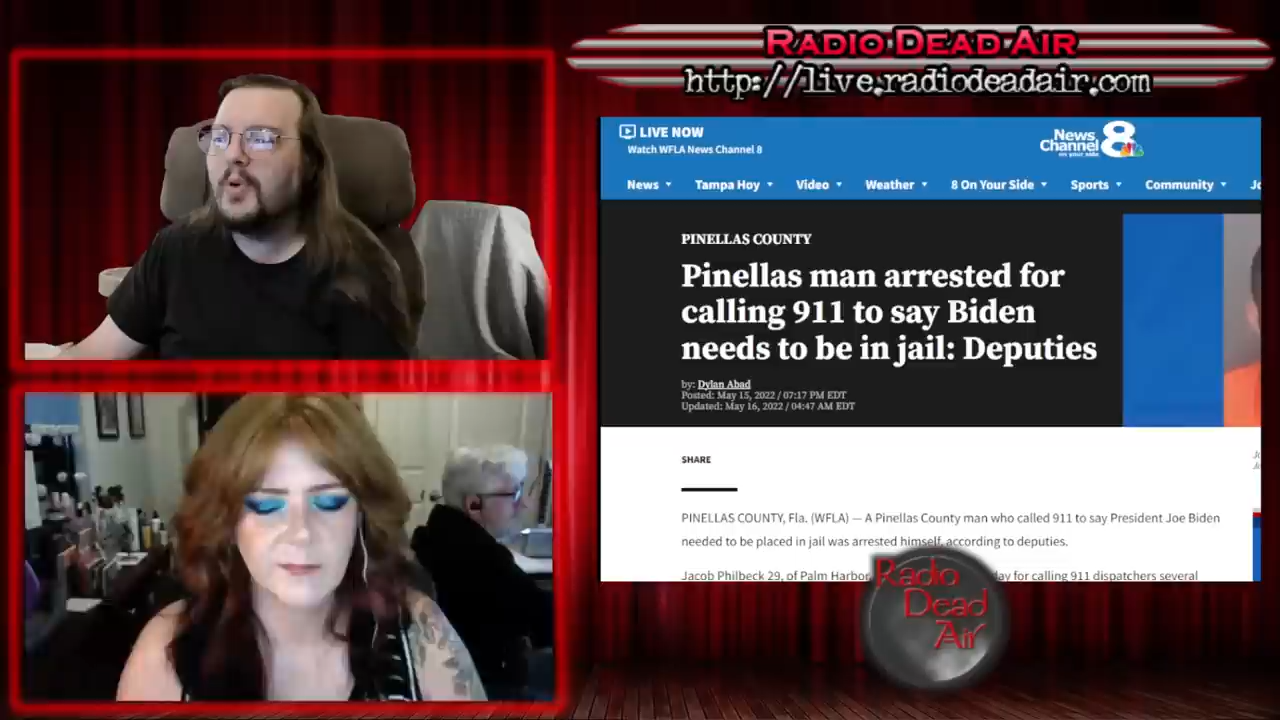 Radio Dead Air
http://live.radiodeadair.com
LIVE NOW
Watch WFLA News Channel 8
News Channel 8
on your side
News Tampa Hoy Video Weather 8 On Your Side Sports Community
PINELLAS COUNTY
Pinellas man arrested for
calling 911 to say Biden
needs to be in jail: Deputies
by: Dylan Abad
Posted: May 15, 2022 / 07:17 PM EDT
Updated: May 16, 2022 / 04:47 AM EDT
SHARE
PINELLAS COUNTY, Fla. (WFLA) — A Pinellas County man who called 911 to say President Joe Biden
needed to be placed in jail was arrested himself, according to deputies.
Jacob Philbeck 29, of Palm Harbor for calling 911 dispatchers several
Radio
Dead
Air